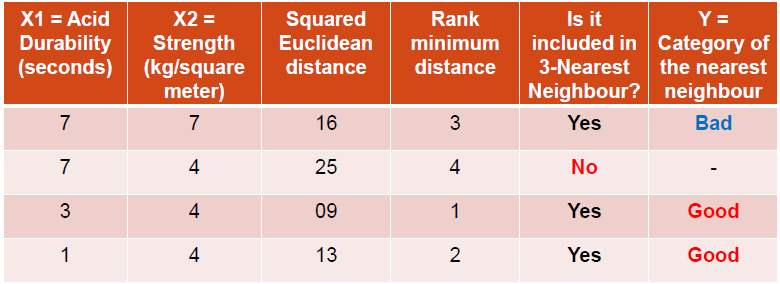 X1 = Acid Durability (seconds) X2 = Strength (kg/square meter) Squared Euclidean distance Rank minimum distance Is it included in 3-Nearest Neighbour? Y = Category of the nearest neighbour
7 7 16 3 Yes Bad
7 4 25 4 No -
3 4 09 1 Yes Good
1 4 13 2 Yes Good